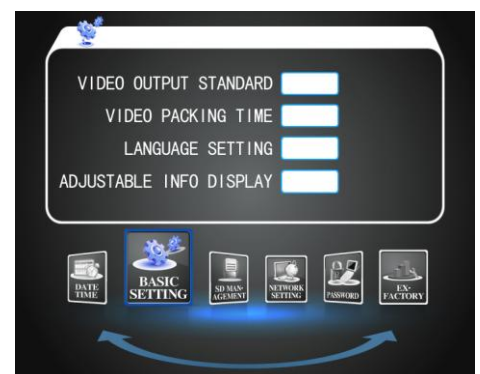 VIDEO OUTPUT STANDARD
VIDEO PACKING TIME
LANGUAGE SETTING
ADJUSTABLE INFO DISPLAY
DATE
TIME
BASIC
SETTING
SD MAN-
AGEMENT
NETWORK
SETTING
PASSWORD
EX-
FACTORY